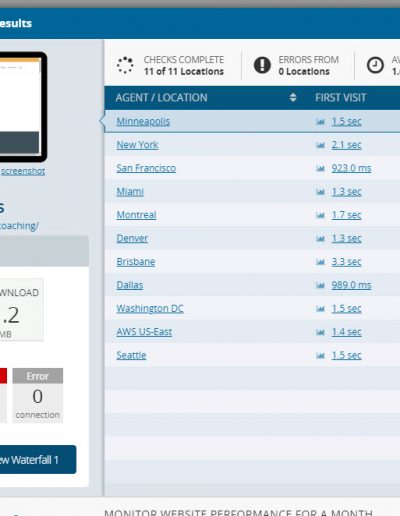 esults
CHECKS COMPLETE
11 of 11 Locations
ERRORS FROM
0 Locations
AV
1.
AGENT / LOCATION
FIRST VISIT
Minneapolis 1.5 sec
New York 2.1 sec
San Francisco 923.0 ms
Miami 1.3 sec
Montreal 1.7 sec
Denver 1.3 sec
Brisbane 3.3 sec
Dallas 989.0 ms
Washington DC 1.5 sec
AWS US-East 1.4 sec
Seattle 1.5 sec
screenshot
s
oaching/
OWNLOAD
.2
MB
Error
0
connection
ew Waterfall 1
MONITOR WEBSITE PERFORMANCE FOR A MONTH